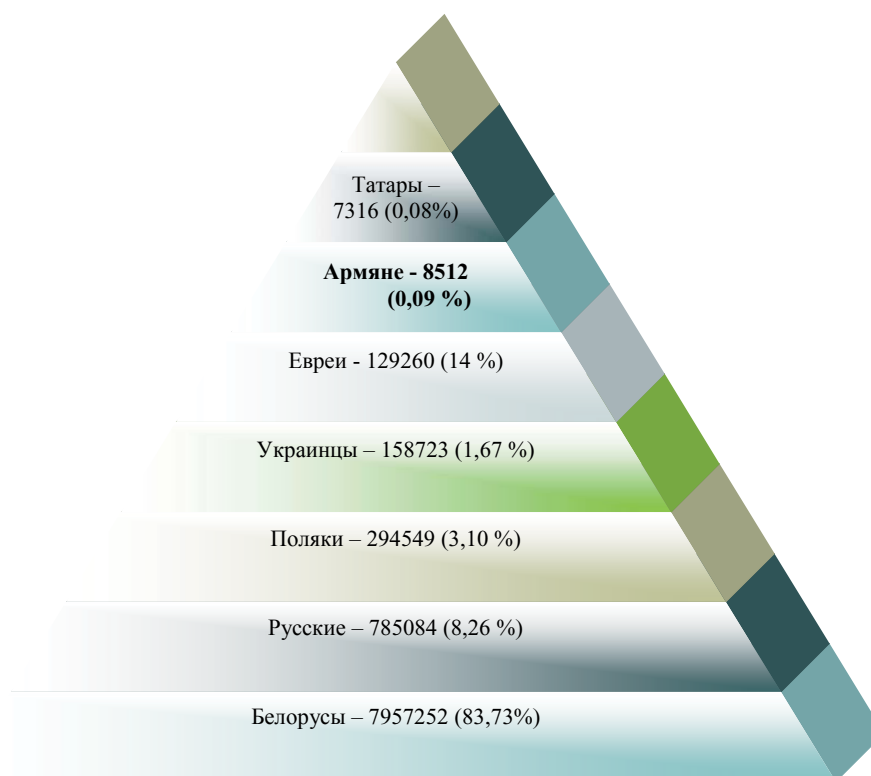 Татары –
7316 (0,08%)
Армяне - 8512
(0,09 %)
Евреи - 129260 (14 %)
Украинцы – 158723 (1,67 %)
Поляки – 294549 (3,10 %)
Русские – 785084 (8,26 %)
Белорусы – 7957252 (83,73%)